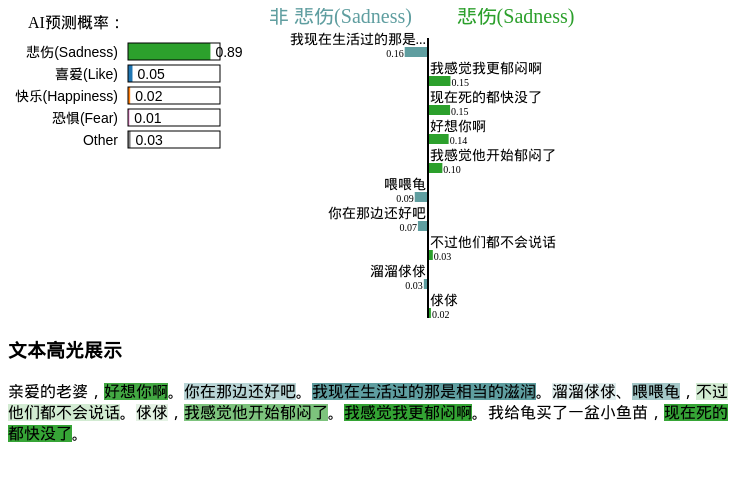 AI预测概率：
悲伤(Sadness) 0.89
喜爱(Like) 0.05
快乐(Happiness) 0.02
恐惧(Fear) 0.01
Other 0.03
非 悲伤(Sadness) 悲伤(Sadness)
我现在生活过的那是...
0.16
我感觉我更郁闷啊
0.15
现在死的都快没了
0.15
好想你啊
0.14
我感觉他开始郁闷了
0.10
喂喂龟
0.09
你在那边还好吧
0.07
不过他们都不会说话
0.03
溜溜俅俅
0.03
俅俅
0.02
文本高光展示
亲爱的老婆，好想你啊。你在那边还好吧。我现在生活过的那是相当的滋润。溜溜俅俅、喂喂龟，不过
他们都不会说话。俅俅，我感觉他开始郁闷了。我感觉我更郁闷啊。我给龟买了一盆小鱼苗，现在死的
都快没了。